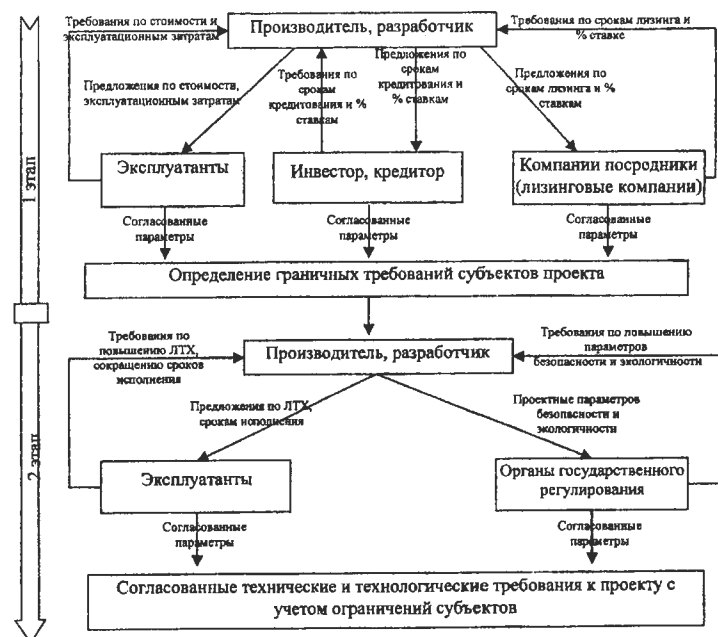 Требования по стоимости и
эксплуатационным затратам
Производитель, разработчик
Требования по срокам лизинга и
% ставке
Предложения по стоимости,
эксплуатационным затратам
Требования по
срокам
кредитования и %
ставкам
Предложения по
срокам
кредитования и
% ставкам
Предложения по
срокам лизинга и %
ставкам
1 этап
Эксплуатанты
Инвестор, кредитор
Компании посродники
(лизинговые компании)
Согласованные
параметры
Согласованные
параметры
Согласованные
параметры
Определение граничных требований субъектов проекта
Требования по
повышению ЛТХ,
сокращению сроков
исполнения
Производитель, разработчик
Требования по повышению
параметров
безопасности и экологичности
Предложения по ЛТХ,
срокам исполнения
Проектные параметров
безопасности и
экологичности
2 этап
Эксплуатанты
Органы государственного
регулирования
Согласованные
параметры
Согласованные
параметры
Согласованные технические и технологические требования к проекту с
учетом ограничений субъектов